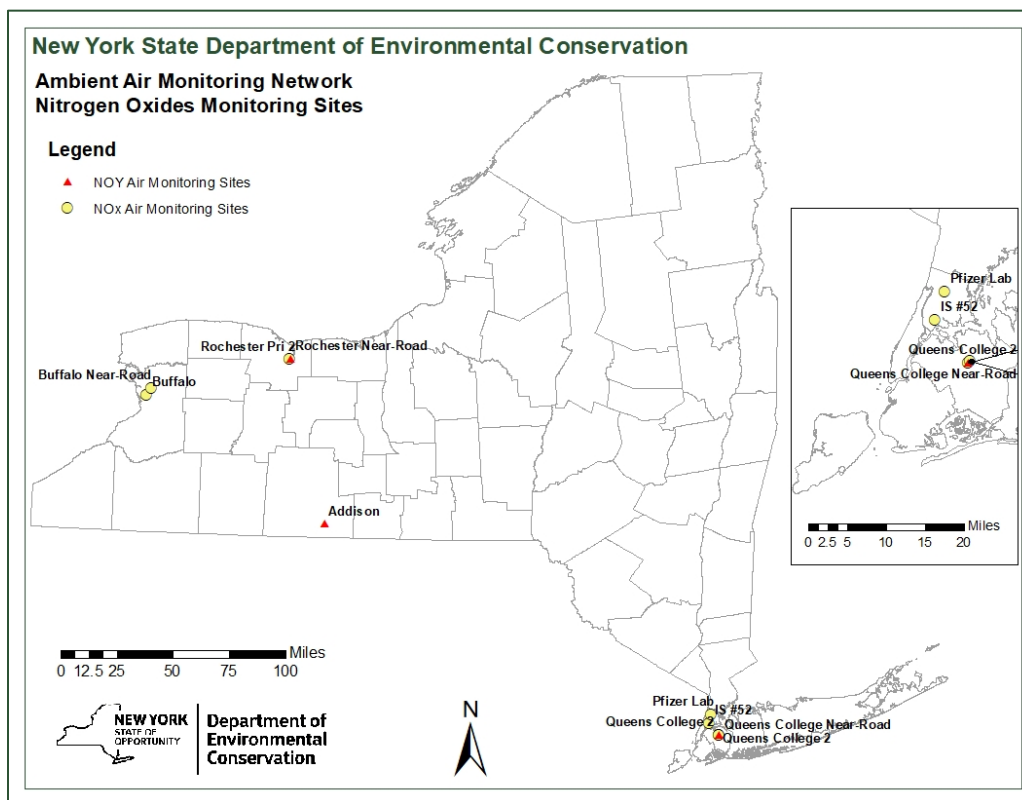 New York State Department of Environmental Conservation
Ambient Air Monitoring Network
Nitrogen Oxides Monitoring Sites
Legend
NOY Air Monitoring Sites
NOx Air Monitoring Sites
Pfizer Lab
IS #52
Queens College 2
Queens College Near-Road
Miles
0 2.5 5 10 15 20
Rochester Pri 2
Rochester Near-Road
Buffalo Near-Road
Buffalo
Addison
Miles
0 12.5 25 50 75 100
Pfizer Lab
IS #52
Queens College 2
Queens College Near-Road
Queens College 2
N
NEW YORK
STATE OF
OPPORTUNITY
Department of
Environmental
Conservation